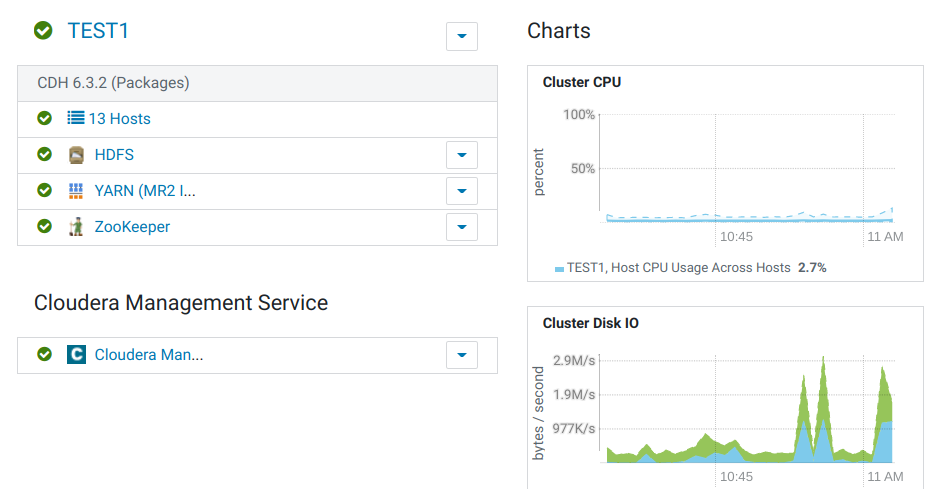 TEST1
CDH 6.3.2 (Packages)
13 Hosts
HDFS
YARN (MR2 I...
ZooKeeper
Cloudera Management Service
C
Cloudera Man...
Charts
Cluster CPU
percent
100%
50%
10:45
11 AM
TEST1, Host CPU Usage Across Hosts 2.7%
Cluster Disk IO
bytes / second
2.9M/s
1.9M/s
977K/s
10:45
11 AM